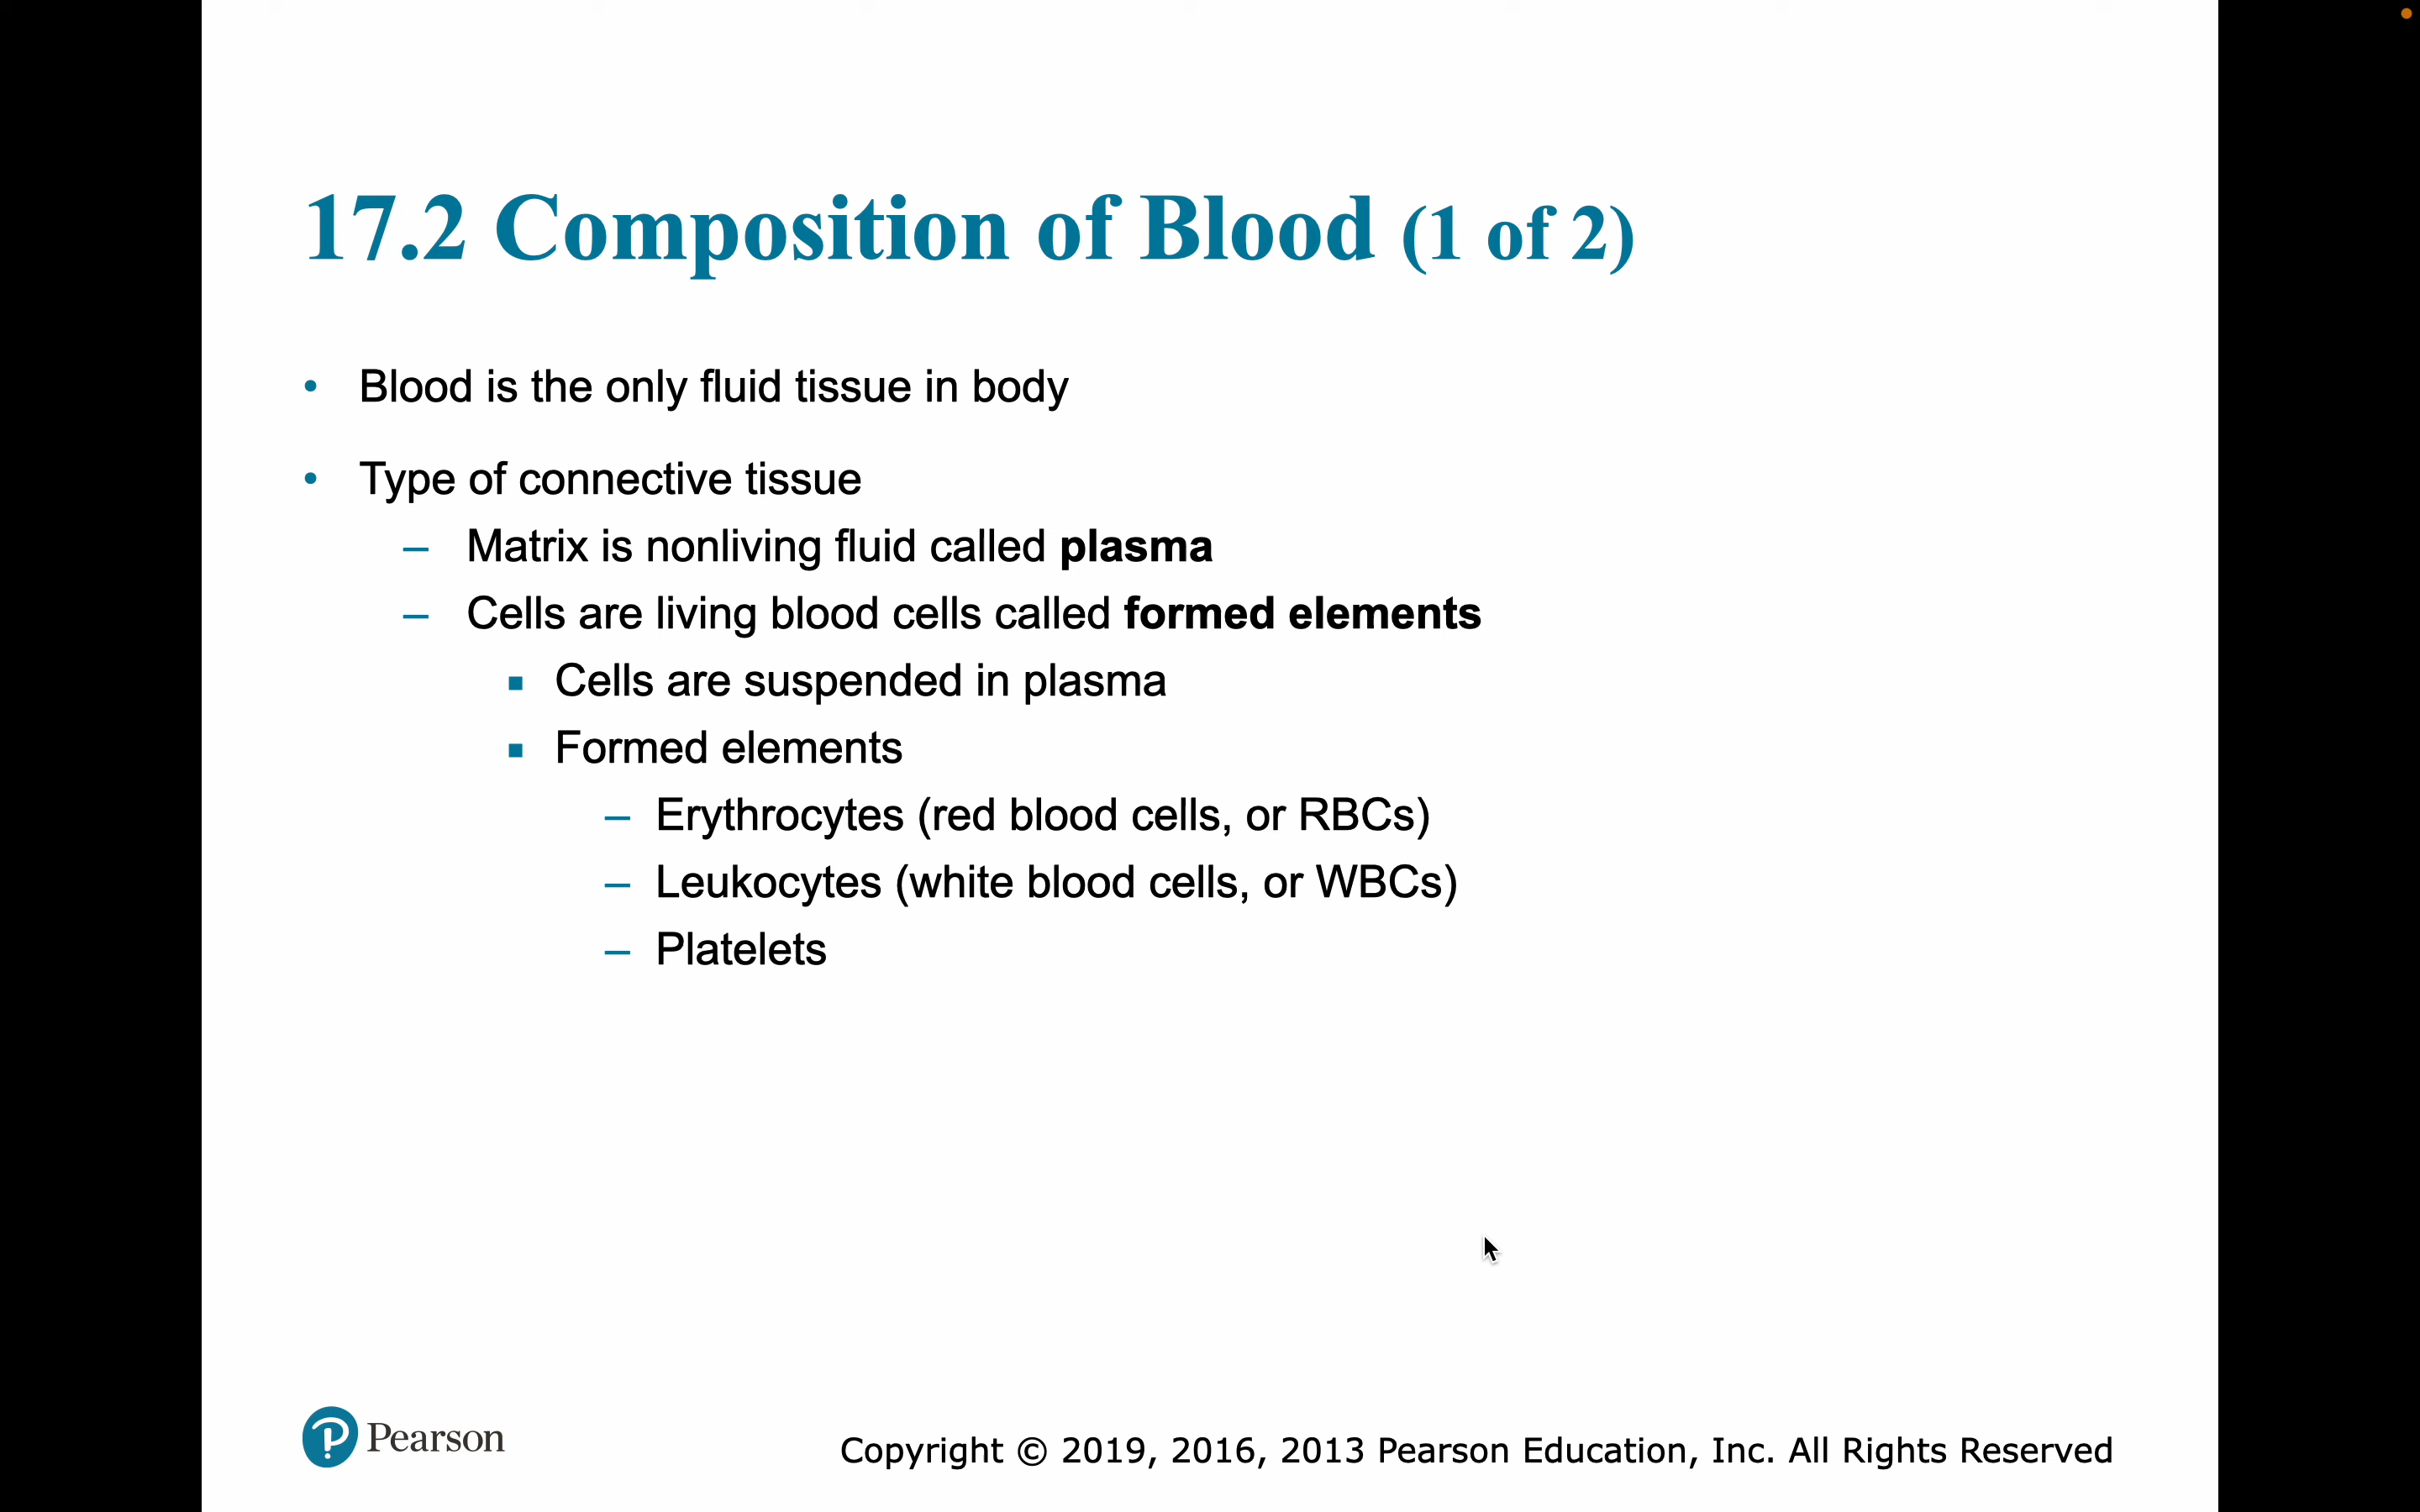 17.2 Composition of Blood (1 of 2)
• Blood is the only fluid tissue in body
• Type of connective tissue
– Matrix is nonliving fluid called plasma
– Cells are living blood cells called formed elements
▪ Cells are suspended in plasma
▪ Formed elements
– Erythrocytes (red blood cells, or RBCs)
– Leukocytes (white blood cells, or WBCs)
– Platelets
Pearson
Copyright © 2019, 2016, 2013 Pearson Education, Inc. All Rights Reserved